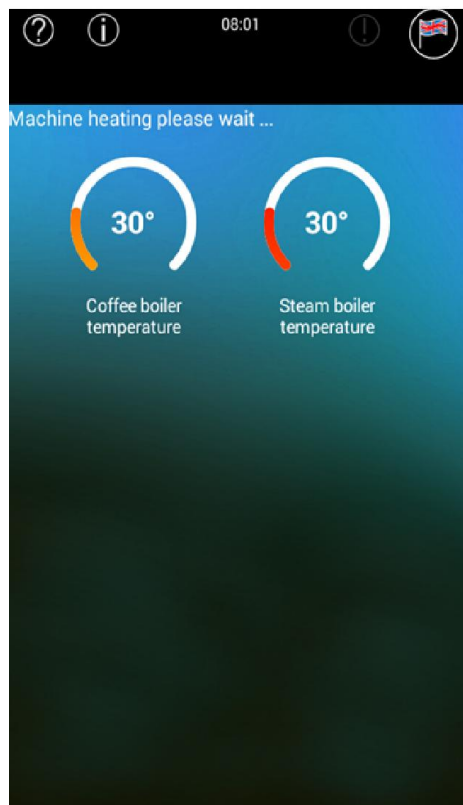 08:01
Machine heating please wait ...
30°
30°
Coffee boiler
temperature
Steam boiler
temperature